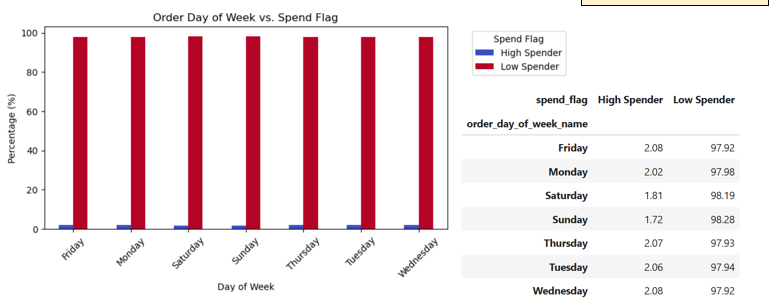 Order Day of Week vs. Spend Flag
Percentage (%)
100
80
60
40
20
0
Friday
Monday
Saturday
Sunday
Thursday
Tuesday
Wednesday
Day of Week
Spend Flag
High Spender
Low Spender
spend_flag High Spender Low Spender
order_day_of_week_name
Friday 2.08 97.92
Monday 2.02 97.98
Saturday 1.81 98.19
Sunday 1.72 98.28
Thursday 2.07 97.93
Tuesday 2.06 97.94
Wednesday 2.08 97.92